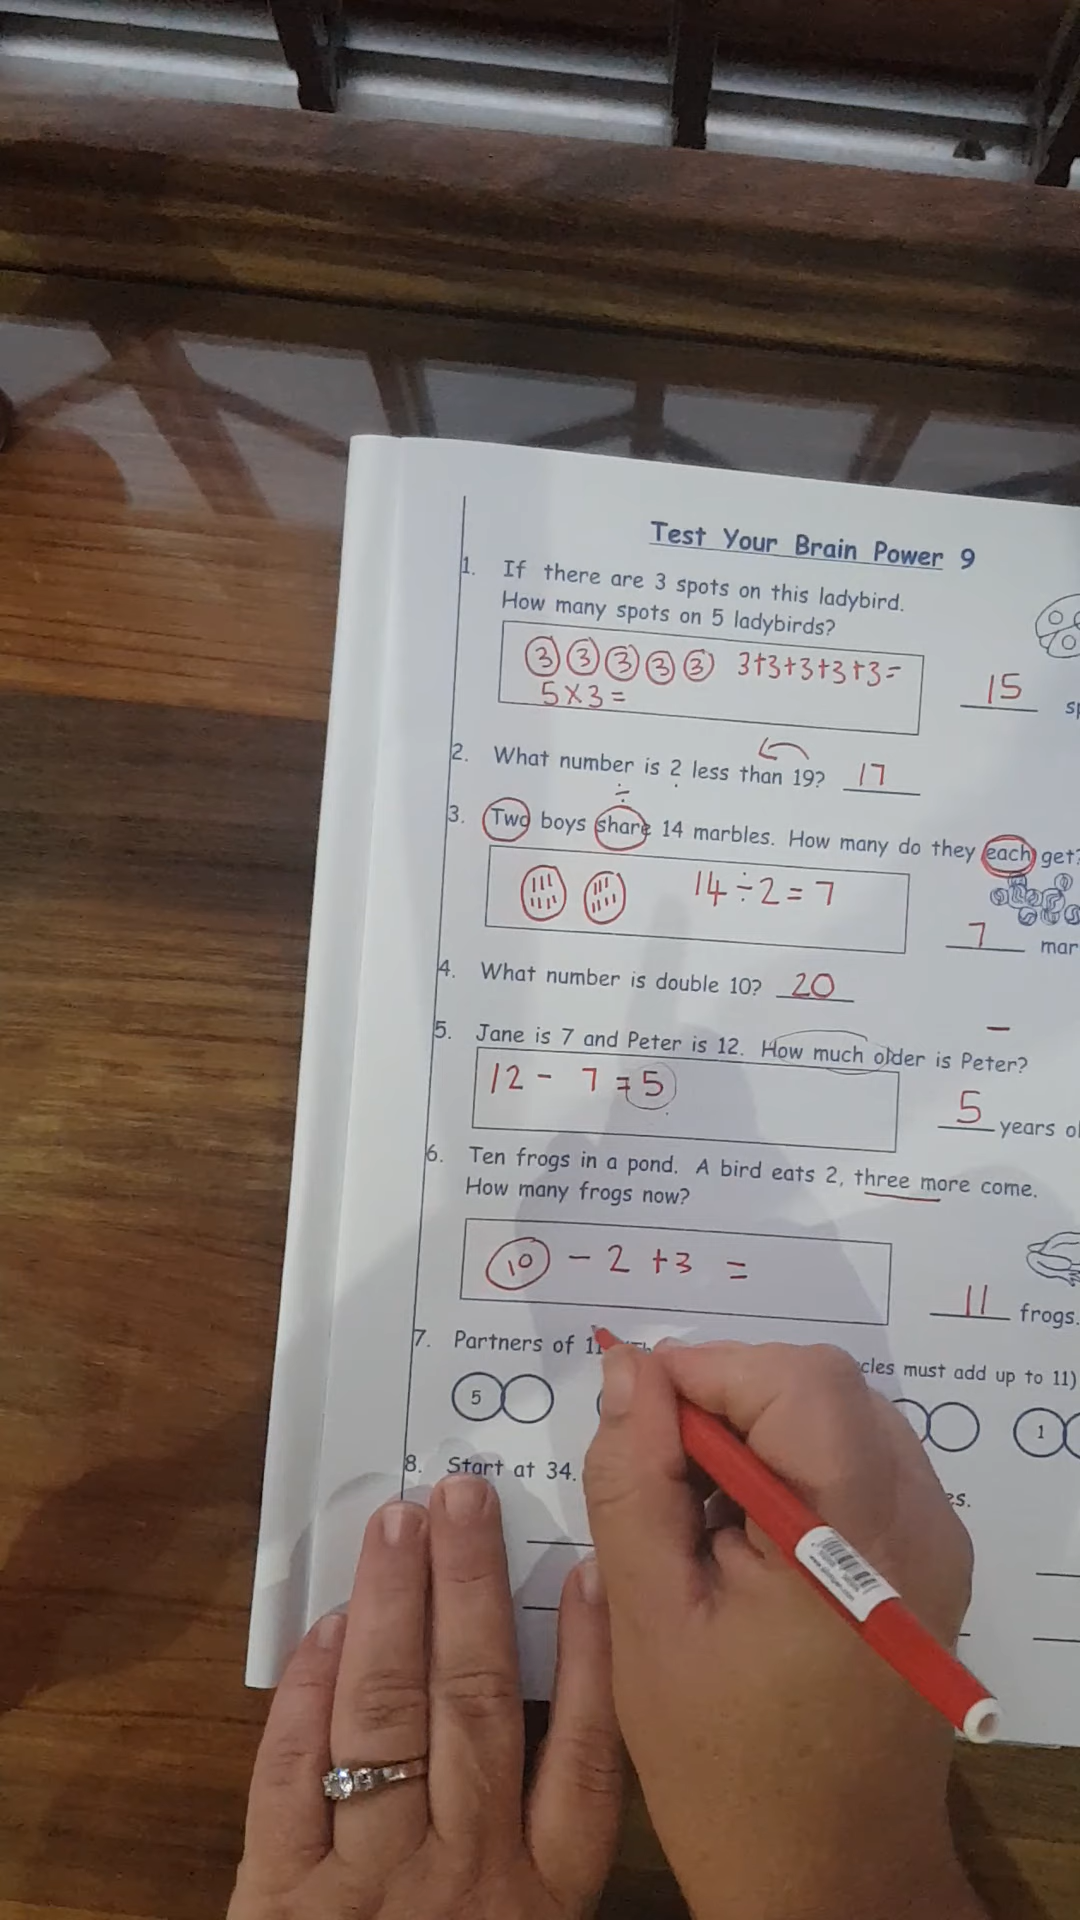 Test Your Brain Power 9
1. If there are 3 spots on this ladybird.
How many spots on 5 ladybirds?
3 3 3 3 3 3+3+3+3+3=
5×3=
15
2. What number is 2 less than 19? 17
÷
3. Two boys share 14 marbles. How many do they each get?
14÷2=7
7
4. What number is double 10? 20
−
5. Jane is 7 and Peter is 12. How much older is Peter?
12 − 7 = 5
5 years
6. Ten frogs in a pond. A bird eats 2, three more come.
How many frogs now?
10 − 2 + 3 =
11 frogs.
7. Partners of 11 must add up to 11)
5
1
8. Start at 34.